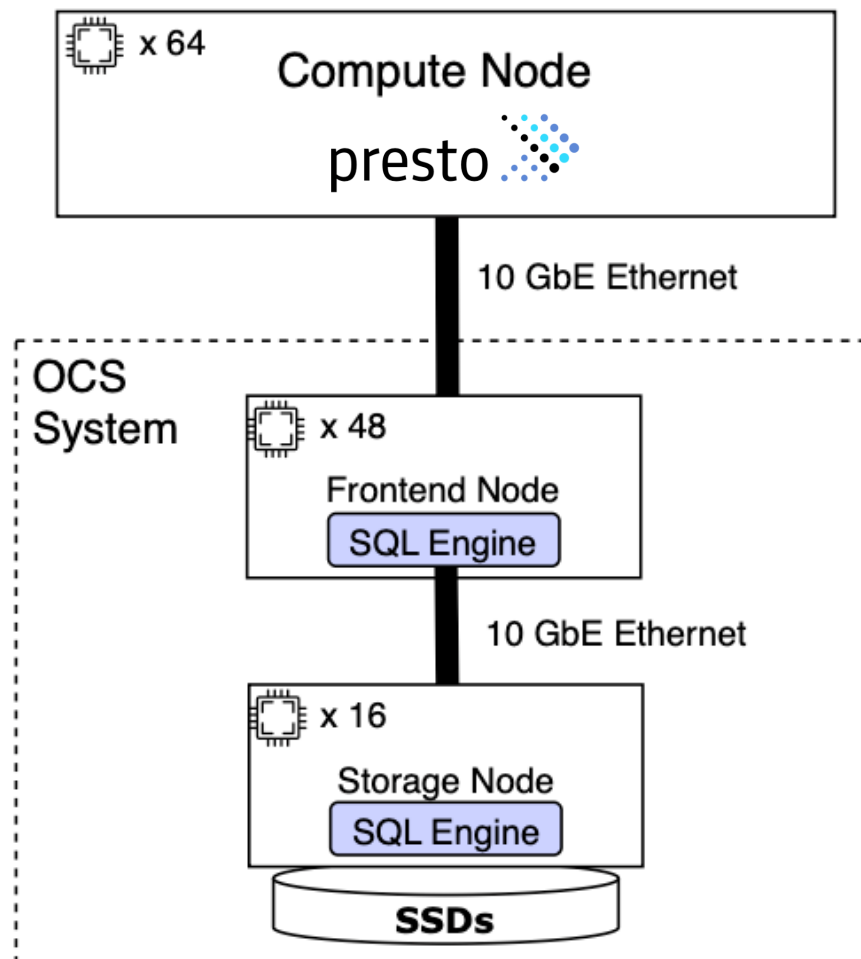 x 64
Compute Node
presto
10 GbE Ethernet
OCS
System
x 48
Frontend Node
SQL Engine
10 GbE Ethernet
x 16
Storage Node
SQL Engine
SSDs